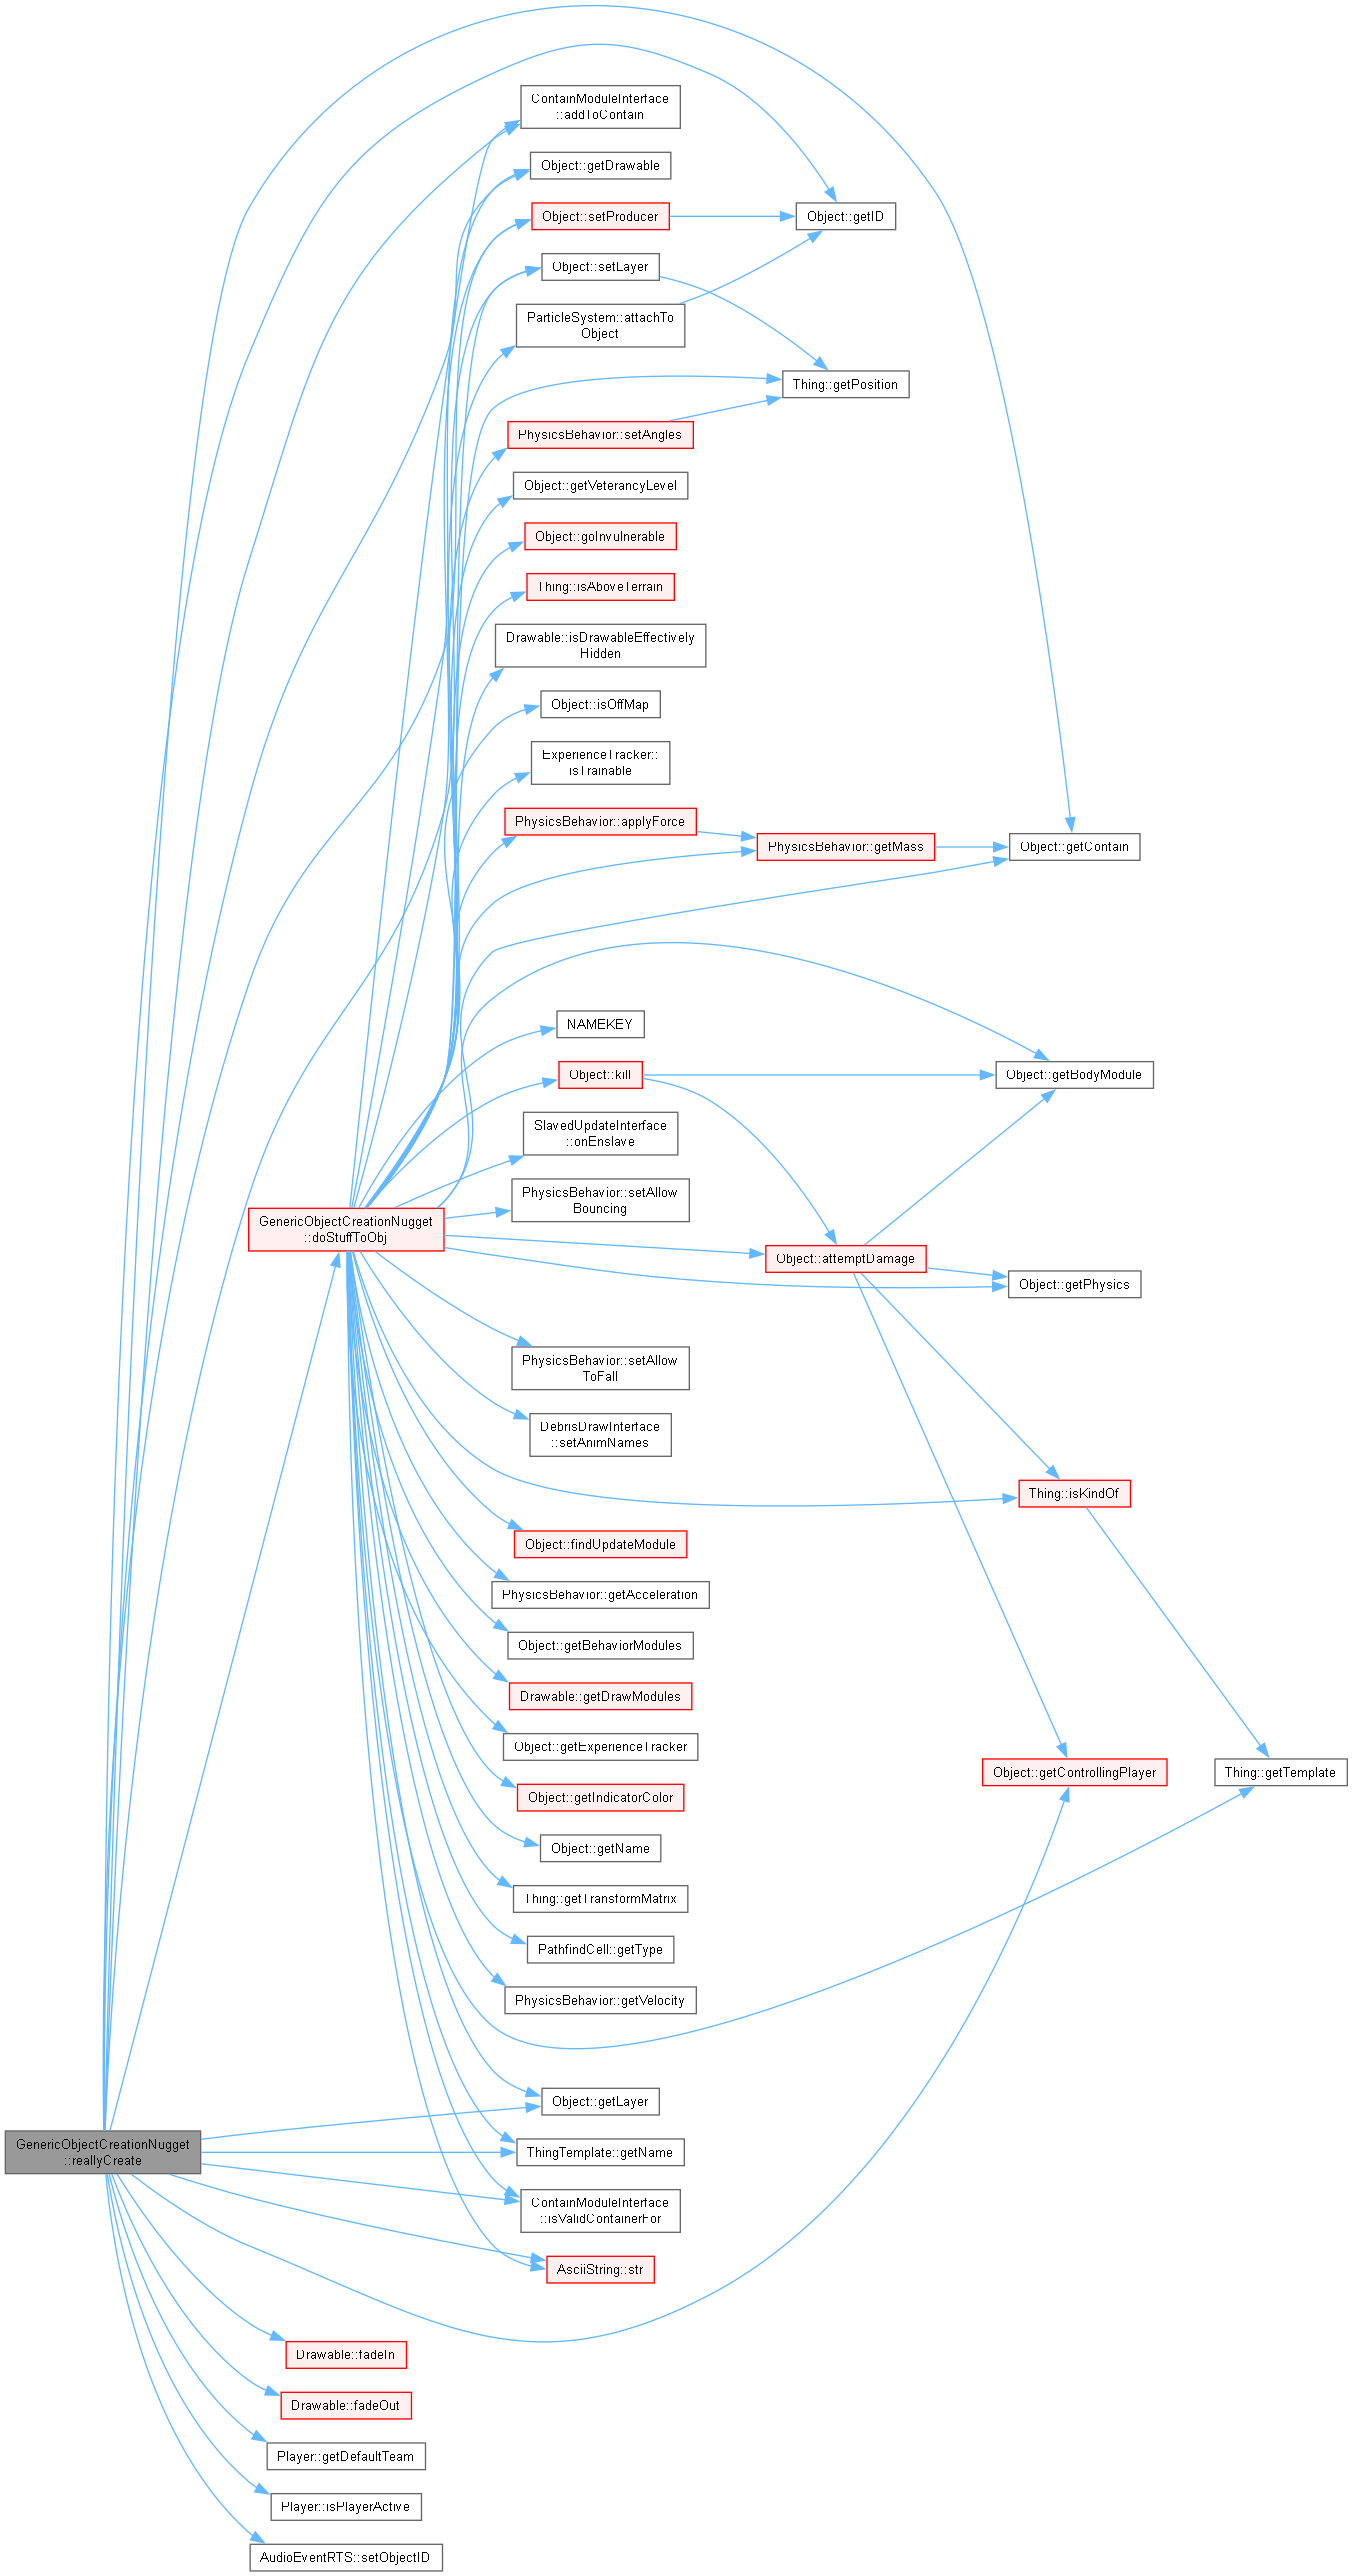 ContainModuleInterface
::addToContain
Object::getDrawable
Object::setProducer
Object::getID
Object::setLayer
ParticleSystem::attachTo
Object
Thing::getPosition
PhysicsBehavior::setAngles
Object::getVeterancyLevel
Object::goInvulnerable
Thing::isAboveTerrain
Drawable::isDrawableEffectively
Hidden
Object::isOffMap
ExperienceTracker::
isTrainable
PhysicsBehavior::applyForce
PhysicsBehavior::getMass
Object::getContain
NAMEKEY
Object::kill
Object::getBodyModule
SlavedUpdateInterface
::onEnslave
PhysicsBehavior::setAllow
Bouncing
GenericObjectCreationNugget
::doStuffToObj
Object::attemptDamage
Object::getPhysics
PhysicsBehavior::setAllow
ToFall
DebrisDrawInterface
::setAnimNames
Thing::isKindOf
Object::findUpdateModule
PhysicsBehavior::getAcceleration
Object::getBehaviorModules
Drawable::getDrawModules
Object::getExperienceTracker
Object::getControllingPlayer
Thing::getTemplate
Object::getIndicatorColor
Object::getName
Thing::getTransformMatrix
PathfindCell::getType
PhysicsBehavior::getVelocity
Object::getLayer
GenericObjectCreationNugget
::reallyCreate
ThingTemplate::getName
ContainModuleInterface
::isValidContainerFor
AsciiString::str
Drawable::fadeIn
Drawable::fadeOut
Player::getDefaultTeam
Player::isPlayerActive
AudioEventRTS::setObjectID